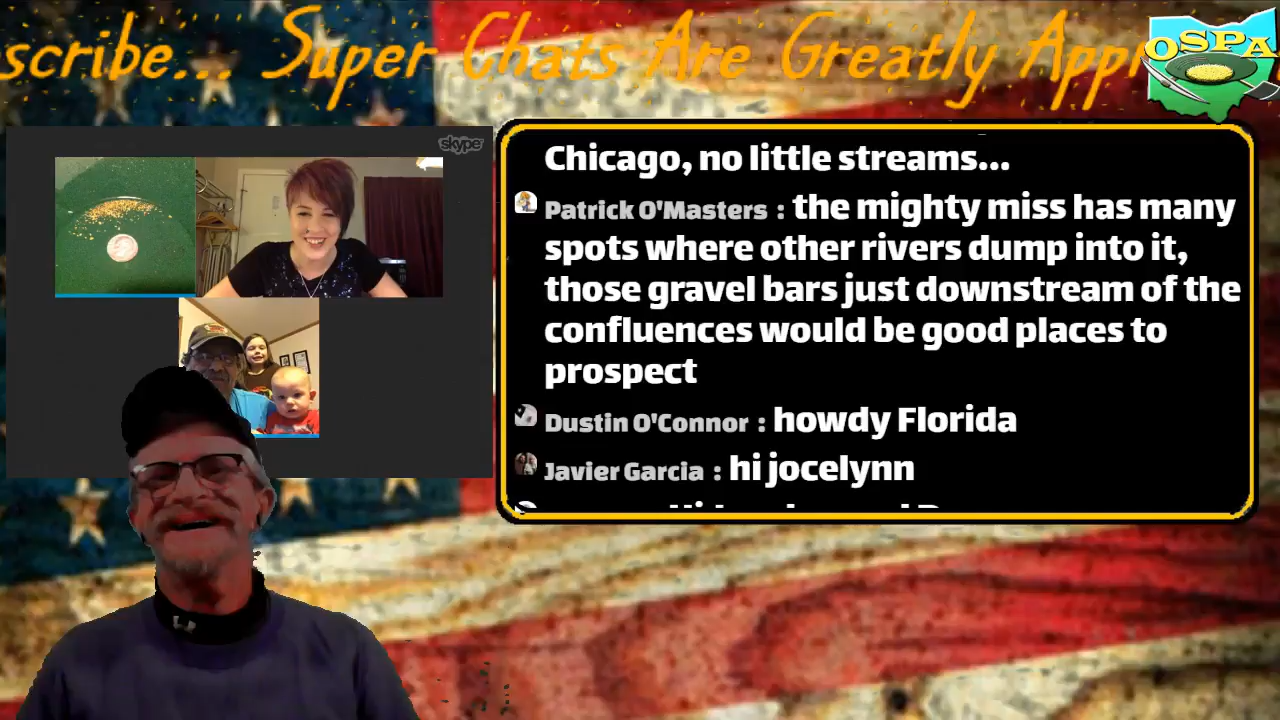 scribe... Super Chats Are Greatly Appr
OSPA
skype
Chicago, no little streams...
Patrick O'Masters : the mighty miss has many
spots where other rivers dump into it,
those gravel bars just downstream of the
confluences would be good places to
prospect
Dustin O'Connor : howdy Florida
Javier Garcia : hi jocelynn